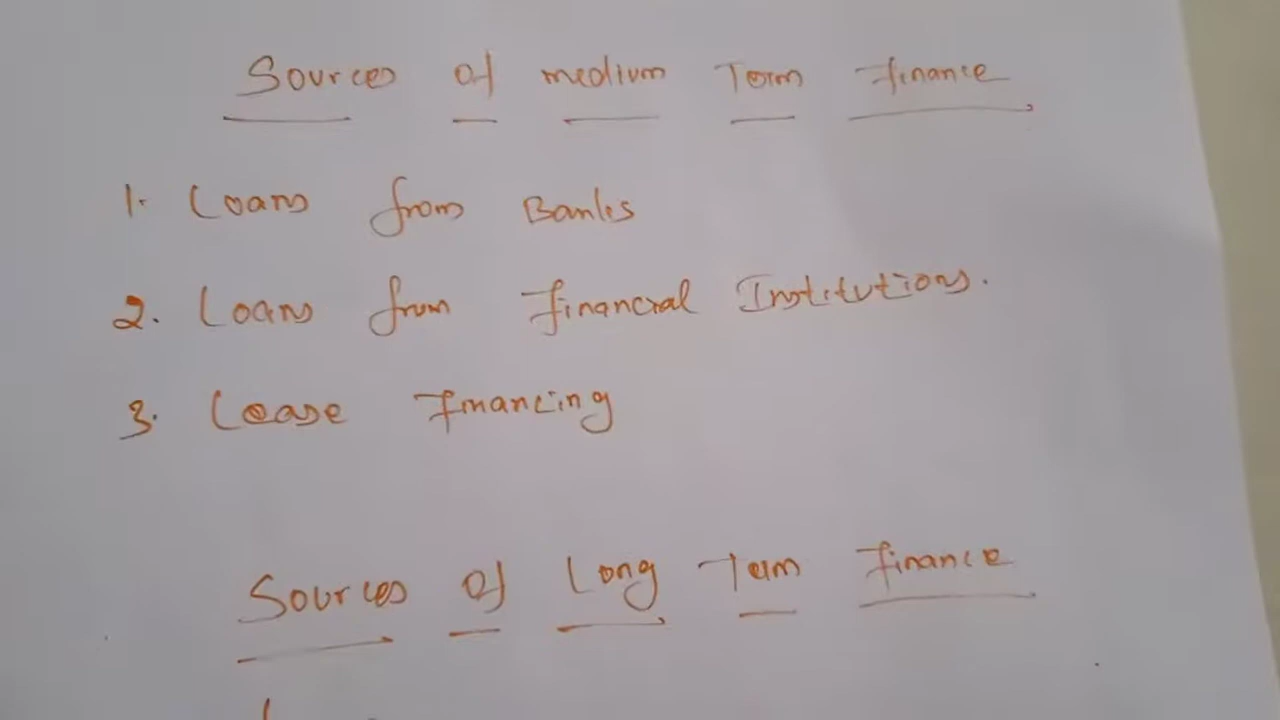 Sources of medium Term Finance
1. Loans from Banks
2. Loans from Financial Institutions.
3. Lease Financing
Sources of Long Term Finance